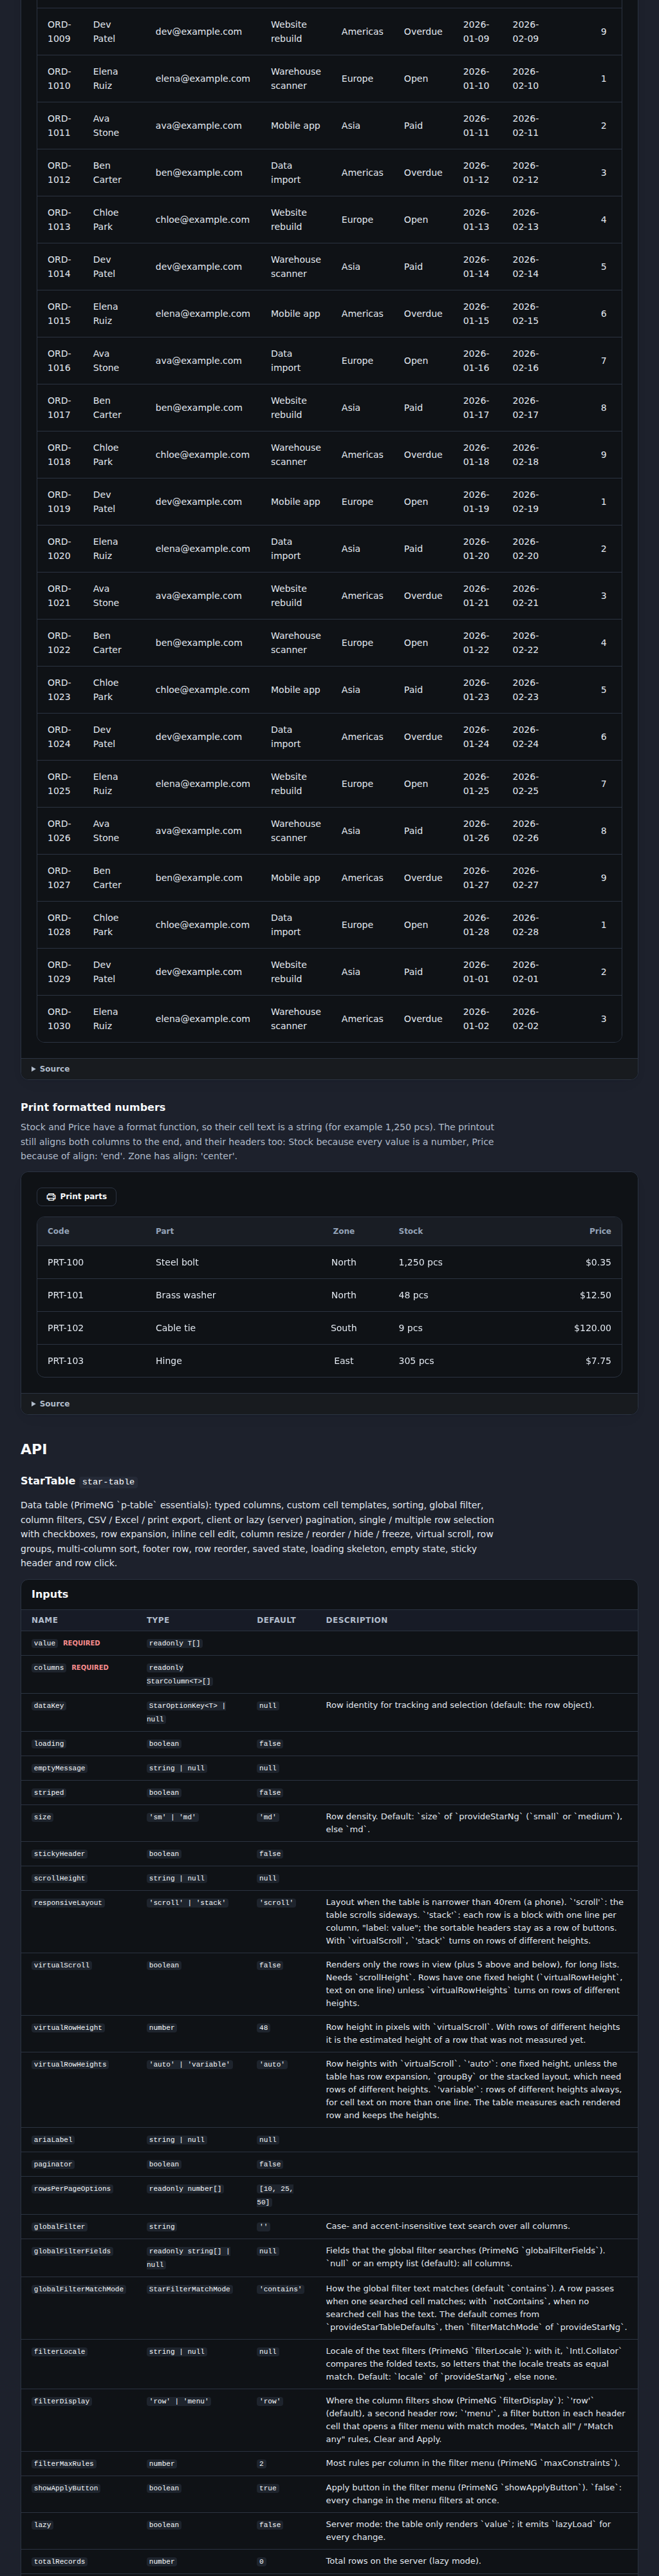 ORD-1009 Dev Patel dev@example.com Website rebuild Americas Overdue 2026-01-09 2026-02-09 9
ORD-1010 Elena Ruiz elena@example.com Warehouse scanner Europe Open 2026-01-10 2026-02-10 1
ORD-1011 Ava Stone ava@example.com Mobile app Asia Paid 2026-01-11 2026-02-11 2
ORD-1012 Ben Carter ben@example.com Data import Americas Overdue 2026-01-12 2026-02-12 3
ORD-1013 Chloe Park chloe@example.com Website rebuild Europe Open 2026-01-13 2026-02-13 4
ORD-1014 Dev Patel dev@example.com Warehouse scanner Asia Paid 2026-01-14 2026-02-14 5
ORD-1015 Elena Ruiz elena@example.com Mobile app Americas Overdue 2026-01-15 2026-02-15 6
ORD-1016 Ava Stone ava@example.com Data import Europe Open 2026-01-16 2026-02-16 7
ORD-1017 Ben Carter ben@example.com Website rebuild Asia Paid 2026-01-17 2026-02-17 8
ORD-1018 Chloe Park chloe@example.com Warehouse scanner Americas Overdue 2026-01-18 2026-02-18 9
ORD-1019 Dev Patel dev@example.com Mobile app Europe Open 2026-01-19 2026-02-19 1
ORD-1020 Elena Ruiz elena@example.com Data import Asia Paid 2026-01-20 2026-02-20 2
ORD-1021 Ava Stone ava@example.com Website rebuild Americas Overdue 2026-01-21 2026-02-21 3
ORD-1022 Ben Carter ben@example.com Warehouse scanner Europe Open 2026-01-22 2026-02-22 4
ORD-1023 Chloe Park chloe@example.com Mobile app Asia Paid 2026-01-23 2026-02-23 5
ORD-1024 Dev Patel dev@example.com Data import Americas Overdue 2026-01-24 2026-02-24 6
ORD-1025 Elena Ruiz elena@example.com Website rebuild Europe Open 2026-01-25 2026-02-25 7
ORD-1026 Ava Stone ava@example.com Warehouse scanner Asia Paid 2026-01-26 2026-02-26 8
ORD-1027 Ben Carter ben@example.com Mobile app Americas Overdue 2026-01-27 2026-02-27 9
ORD-1028 Chloe Park chloe@example.com Data import Europe Open 2026-01-28 2026-02-28 1
ORD-1029 Dev Patel dev@example.com Website rebuild Asia Paid 2026-01-01 2026-02-01 2
ORD-1030 Elena Ruiz elena@example.com Warehouse scanner Americas Overdue 2026-01-02 2026-02-02 3
Source
Print formatted numbers
Stock and Price have a format function, so their cell text is a string (for example 1,250 pcs). The printout
still aligns both columns to the end, and their headers too: Stock because every value is a number, Price
because of align: 'end'. Zone has align: 'center'.
Print parts
Code Part Zone Stock Price
PRT-100 Steel bolt North 1,250 pcs $0.35
PRT-101 Brass washer North 48 pcs $12.50
PRT-102 Cable tie South 9 pcs $120.00
PRT-103 Hinge East 305 pcs $7.75
Source
API
StarTable star-table
Data table (PrimeNG `p-table` essentials): typed columns, custom cell templates, sorting, global filter,
column filters, CSV / Excel / print export, client or lazy (server) pagination, single / multiple row selection
with checkboxes, row expansion, inline cell edit, column resize / reorder / hide / freeze, virtual scroll, row
groups, multi-column sort, footer row, row reorder, saved state, loading skeleton, empty state, sticky
header and row click.
Inputs
NAME TYPE DEFAULT DESCRIPTION
value REQUIRED readonly T[]
columns REQUIRED readonly
StarColumn<T>[]
dataKey StarOptionKey<T> | null null Row identity for tracking and selection (default: the row object).
loading boolean false
emptyMessage string | null null
striped boolean false
size 'sm' | 'md' 'md' Row density. Default: `size` of `provideStarNg` (`small` or `medium`),
else `md`.
stickyHeader boolean false
scrollHeight string | null null
responsiveLayout 'scroll' | 'stack' 'scroll' Layout when the table is narrower than 40rem (a phone). `'scroll'`: the
table scrolls sideways. `'stack'`: each row is a block with one line per
column, "label: value"; the sortable headers stay as a row of buttons.
With `virtualScroll`, `'stack'` turns on rows of different heights.
virtualScroll boolean false Renders only the rows in view (plus 5 above and below), for long lists.
Needs `scrollHeight`. Rows have one fixed height (`virtualRowHeight`,
text on one line) unless `virtualRowHeights` turns on rows of different
heights.
virtualRowHeight number 48 Row height in pixels with `virtualScroll`. With rows of different heights
it is the estimated height of a row that was not measured yet.
virtualRowHeights 'auto' | 'variable' 'auto' Row heights with `virtualScroll`. `'auto'`: one fixed height, unless the
table has row expansion, `groupBy` or the stacked layout, which need
rows of different heights. `'variable'`: rows of different heights always,
for cell text on more than one line. The table measures each rendered
row and keeps the heights.
ariaLabel string | null null
paginator boolean false
rowsPerPageOptions readonly number[] [10, 25, 50]
globalFilter string '' Case- and accent-insensitive text search over all columns.
globalFilterFields readonly string[] | null null Fields that the global filter searches (PrimeNG `globalFilterFields`).
`null` or an empty list (default): all columns.
globalFilterMatchMode StarFilterMatchMode 'contains' How the global filter text matches (default `contains`). A row passes
when one searched cell matches; with `notContains`, when no
searched cell has the text. The default comes from
`provideStarTableDefaults`, then `filterMatchMode` of `provideStarNg`.
filterLocale string | null null Locale of the text filters (PrimeNG `filterLocale`): with it, `Intl.Collator`
compares the folded texts, so letters that the locale treats as equal
match. Default: `locale` of `provideStarNg`, else none.
filterDisplay 'row' | 'menu' 'row' Where the column filters show (PrimeNG `filterDisplay`): `'row'`
(default), a second header row; `'menu'`, a filter button in each header
cell that opens a filter menu with match modes, "Match all" / "Match
any" rules, Clear and Apply.
filterMaxRules number 2 Most rules per column in the filter menu (PrimeNG `maxConstraints`).
showApplyButton boolean true Apply button in the filter menu (PrimeNG `showApplyButton`). `false`:
every change in the menu filters at once.
lazy boolean false Server mode: the table only renders `value`; it emits `lazyLoad` for
every change.
totalRecords number 0 Total rows on the server (lazy mode).